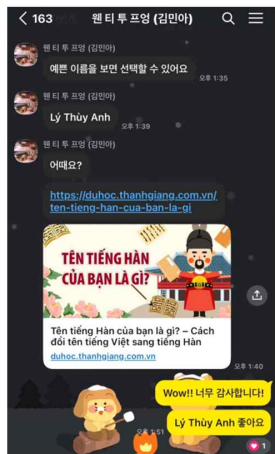 163
웬 티 투 프엉 (김민아)
웬 티 투 프엉 (김민아)
예쁜 이름을 보면 선택할 수 있어요
오후 1:35
웬 티 투 프엉 (김민아)
Lý Thùy Anh
오후 1:39
웬 티 투 프엉 (김민아)
어때요?
https://duhoc.thanhgiang.com.vn/
ten-tieng-han-cua-ban-la-gi
TÊN TIẾNG HÀN
CỦA BẠN LÀ GÌ?
Tên tiếng Hàn của bạn là gì? – Cách
đổi tên tiếng Việt sang tiếng Hàn
duhoc.thanhgiang.com.vn
오후 1:40
Wow!!너무 감사합니다!
Lý Thùy Anh 좋아요
오후 1:51
1